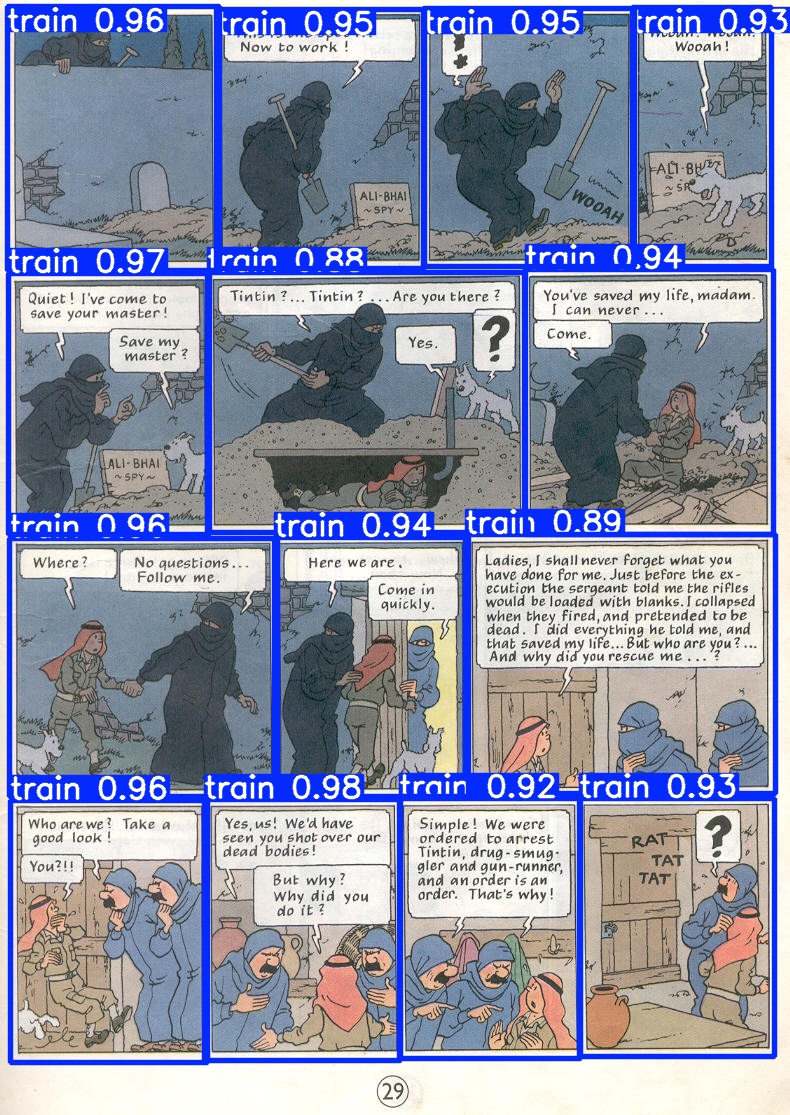 train 0.96
train 0.95
train 0.95
train 0.93
Now to work !
ALI-BHAI
~SPY~
!
*
WOOAH
Wooah!
train 0.97
train 0.88
train 0.94
Quiet! I've come to
save your master!
Save my
master?
ALI-BHAI
~SPY~
Tintin?... Tintin? ...Are you there?
Yes.
?
You've saved my life, madam.
I can never...
Come.
train 0.96
train 0.94
train 0.89
Where?
No questions...
Follow me.
Here we are.
Come in
quickly.
Ladies, I shall never forget what you
have done for me. Just before the ex-
ecution the sergeant told me the rifles
would be loaded with blanks. I collapsed
when they fired, and pretended to be
dead. I did everything he told me, and
that saved my life... But who are you?...
And why did you rescue me ... ?
train 0.96
train 0.98
train 0.92
train 0.93
Who are we? Take a
good look!
You?!!
Yes, us! We'd have
seen you shot over our
dead bodies!
But why?
Why did you
do it?
Simple! We were
ordered to arrest
Tintin, drug-smug-
gler and gun-runner,
and an order is an
order. That's why!
RAT
TAT
TAT
?
29